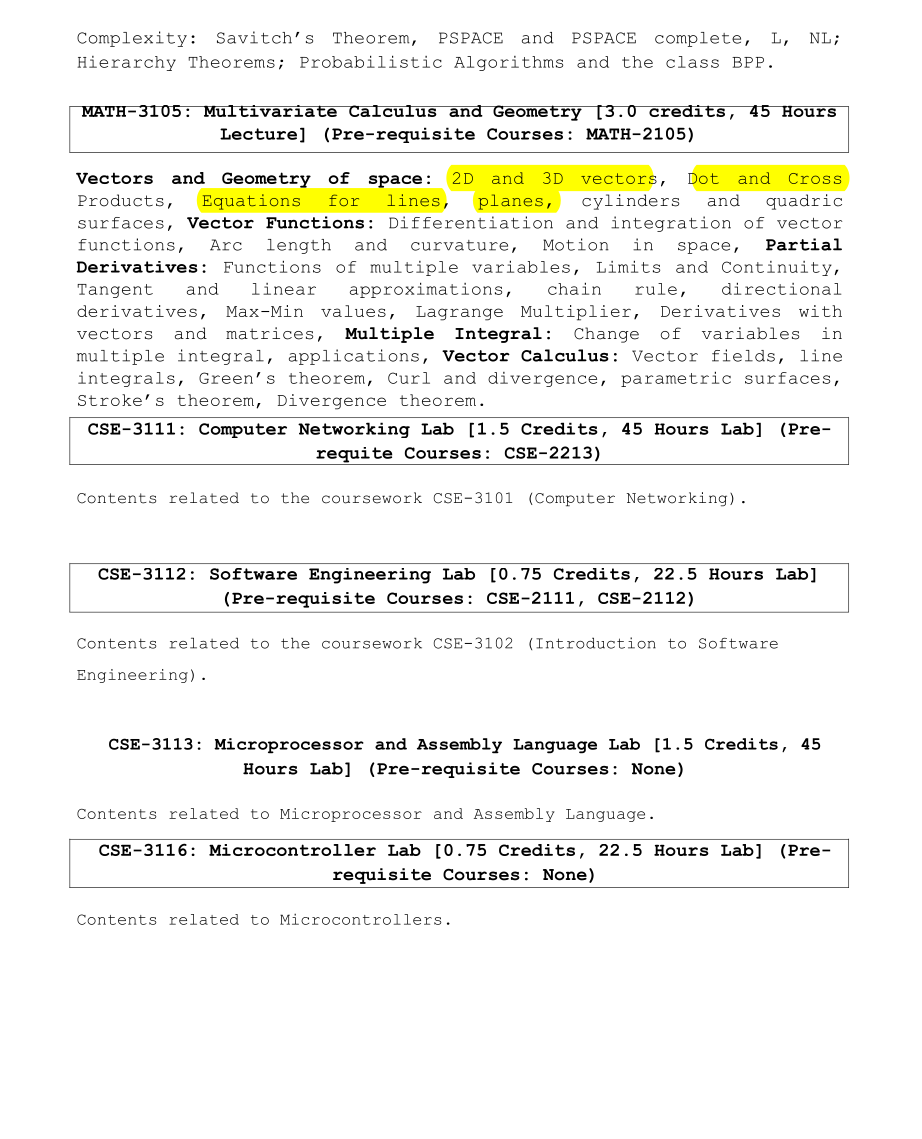 Complexity: Savitch’s Theorem, PSPACE and PSPACE complete, L, NL;
Hierarchy Theorems; Probabilistic Algorithms and the class BPP.
MATH-3105: Multivariate Calculus and Geometry [3.0 credits, 45 Hours
Lecture] (Pre-requisite Courses: MATH-2105)
Vectors and Geometry of space: 2D and 3D vectors, Dot and Cross
Products, Equations for lines, planes, cylinders and quadric
surfaces, Vector Functions: Differentiation and integration of vector
functions, Arc length and curvature, Motion in space, Partial
Derivatives: Functions of multiple variables, Limits and Continuity,
Tangent and linear approximations, chain rule, directional
derivatives, Max-Min values, Lagrange Multiplier, Derivatives with
vectors and matrices, Multiple Integral: Change of variables in
multiple integral, applications, Vector Calculus: Vector fields, line
integrals, Green’s theorem, Curl and divergence, parametric surfaces,
Stroke’s theorem, Divergence theorem.
CSE-3111: Computer Networking Lab [1.5 Credits, 45 Hours Lab] (Pre-
requite Courses: CSE-2213)
Contents related to the coursework CSE-3101 (Computer Networking).
CSE-3112: Software Engineering Lab [0.75 Credits, 22.5 Hours Lab]
(Pre-requisite Courses: CSE-2111, CSE-2112)
Contents related to the coursework CSE-3102 (Introduction to Software
Engineering).
CSE-3113: Microprocessor and Assembly Language Lab [1.5 Credits, 45
Hours Lab] (Pre-requisite Courses: None)
Contents related to Microprocessor and Assembly Language.
CSE-3116: Microcontroller Lab [0.75 Credits, 22.5 Hours Lab] (Pre-
requisite Courses: None)
Contents related to Microcontrollers.